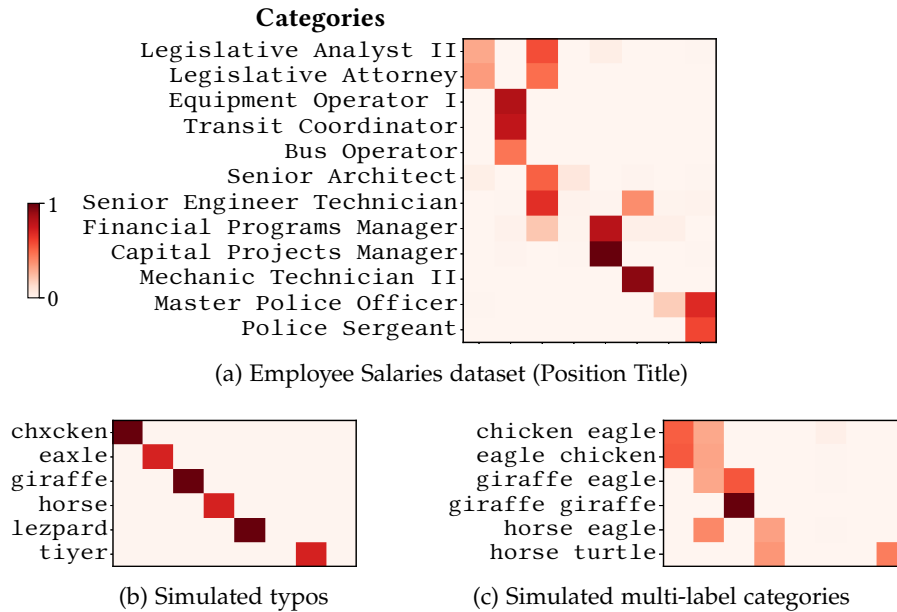 Categories
Legislative Analyst II
Legislative Attorney
Equipment Operator I
Transit Coordinator
Bus Operator
Senior Architect
Senior Engineer Technician
Financial Programs Manager
Capital Projects Manager
Mechanic Technician II
Master Police Officer
Police Sergeant
1
0
(a) Employee Salaries dataset (Position Title)
chxcken
eaxle
giraffe
horse
lezpard
tiyer
(b) Simulated typos
chicken eagle
eagle chicken
giraffe eagle
giraffe giraffe
horse eagle
horse turtle
(c) Simulated multi-label categories